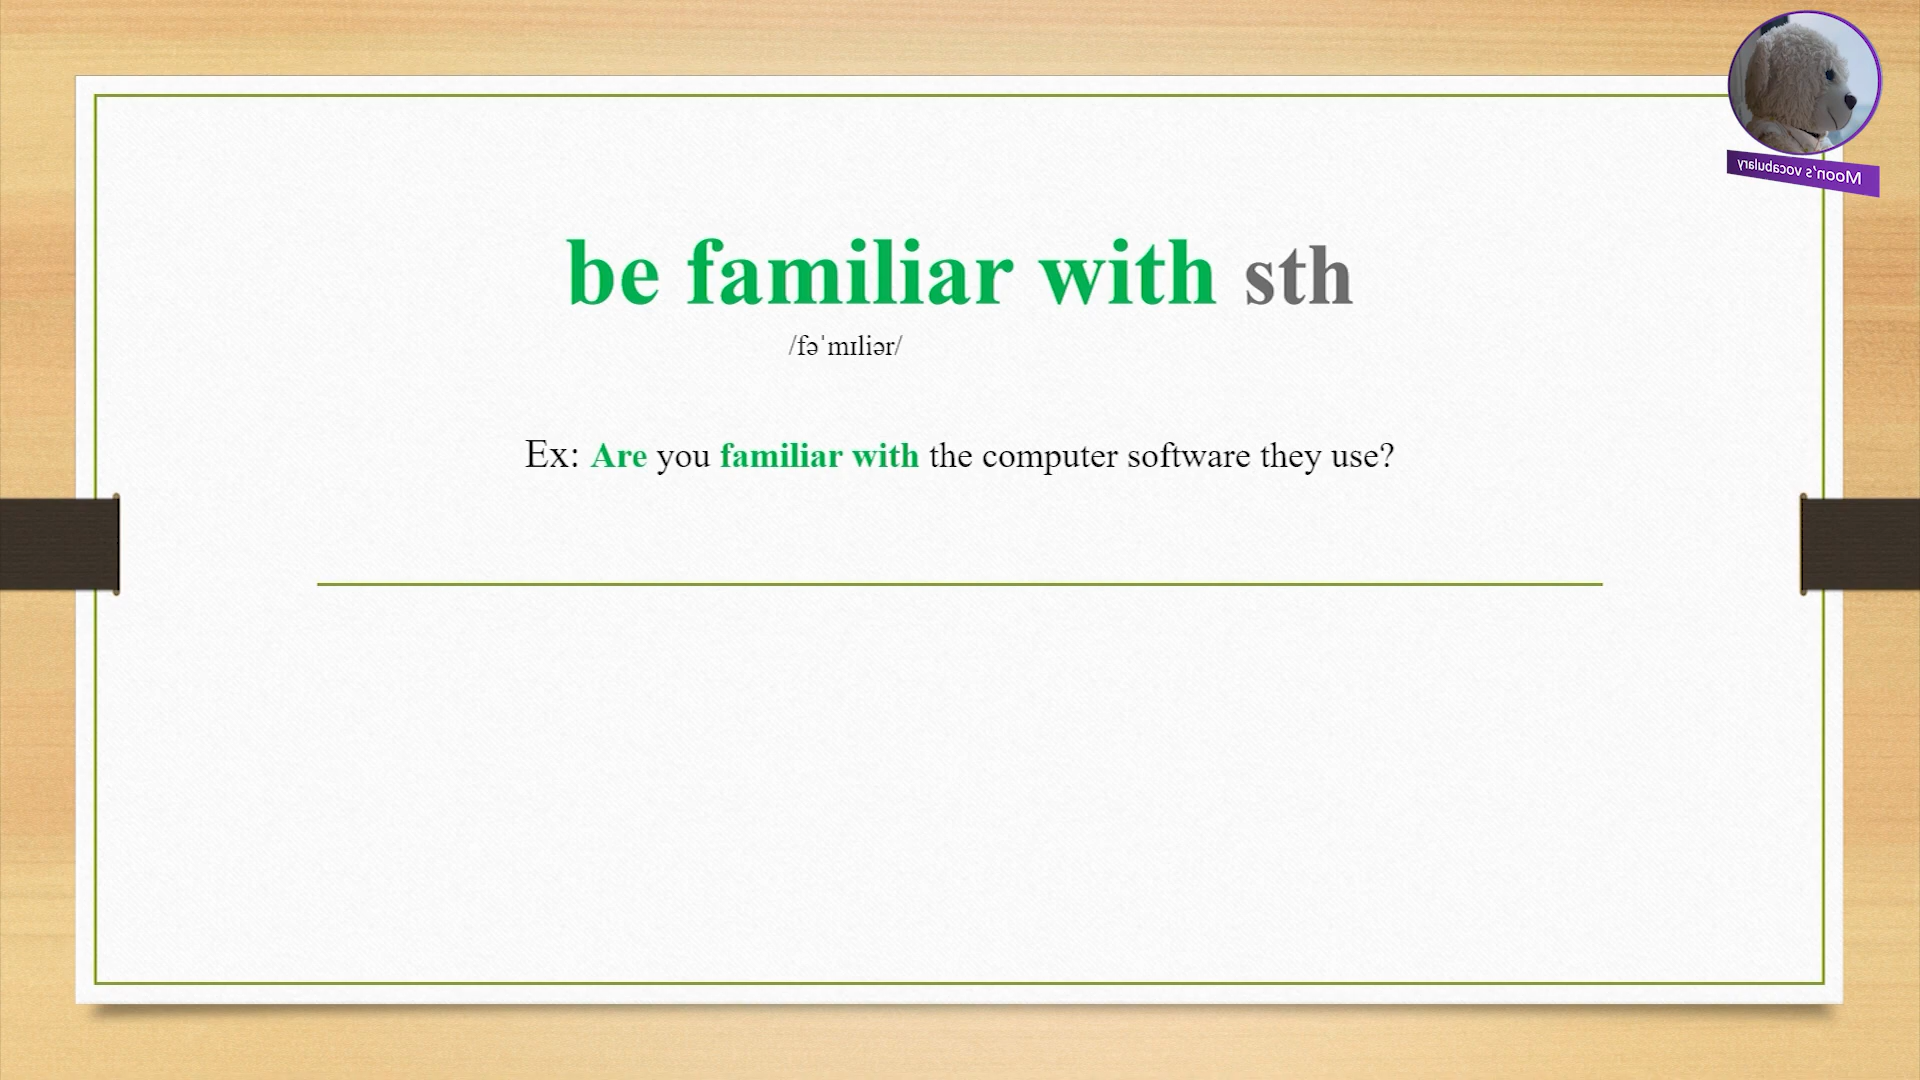 Moon's vocabulary
be familiar with sth
/fəˈmɪliər/
Ex: Are you familiar with the computer software they use?